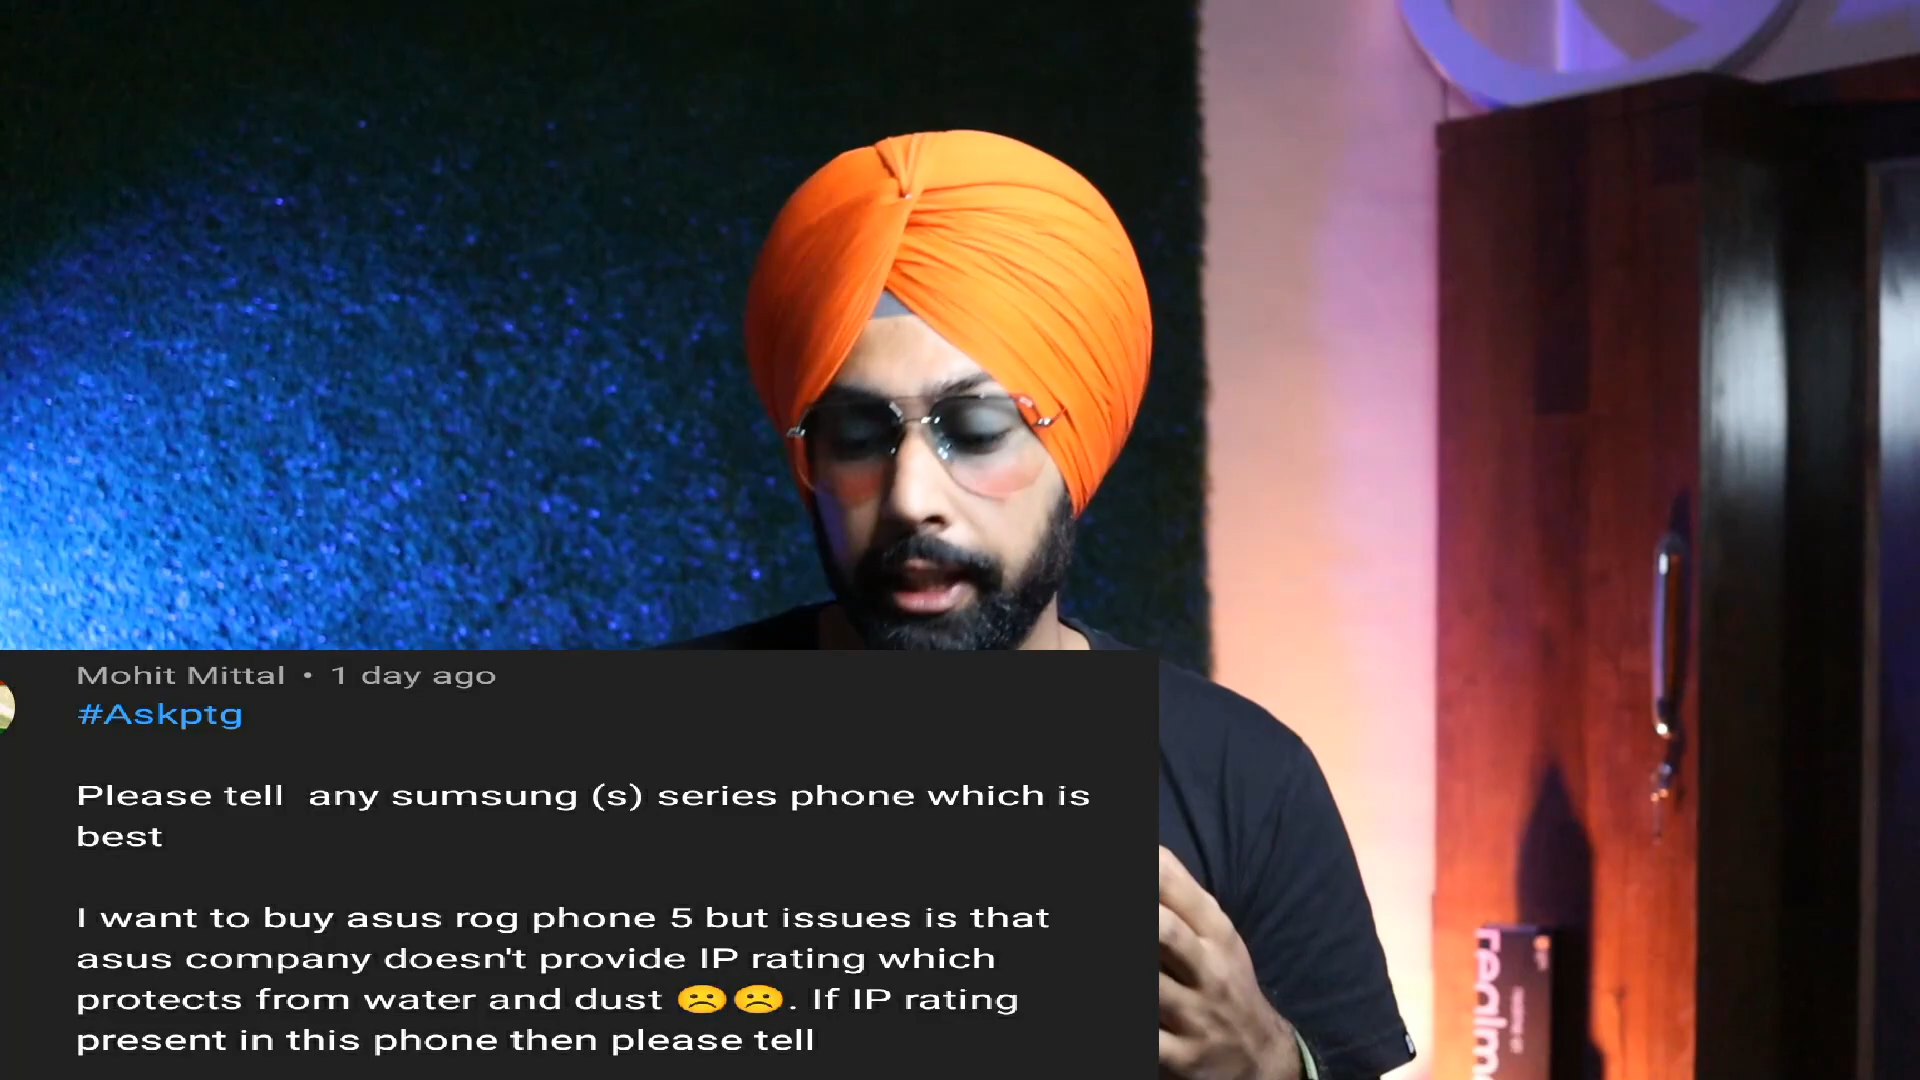 Mohit Mittal • 1 day ago
#Askptg
Please tell  any sumsung (s) series phone which is
best
I want to buy asus rog phone 5 but issues is that
asus company doesn't provide IP rating which
protects from water and dust ☹️☹️. If IP rating
present in this phone then please tell
realme